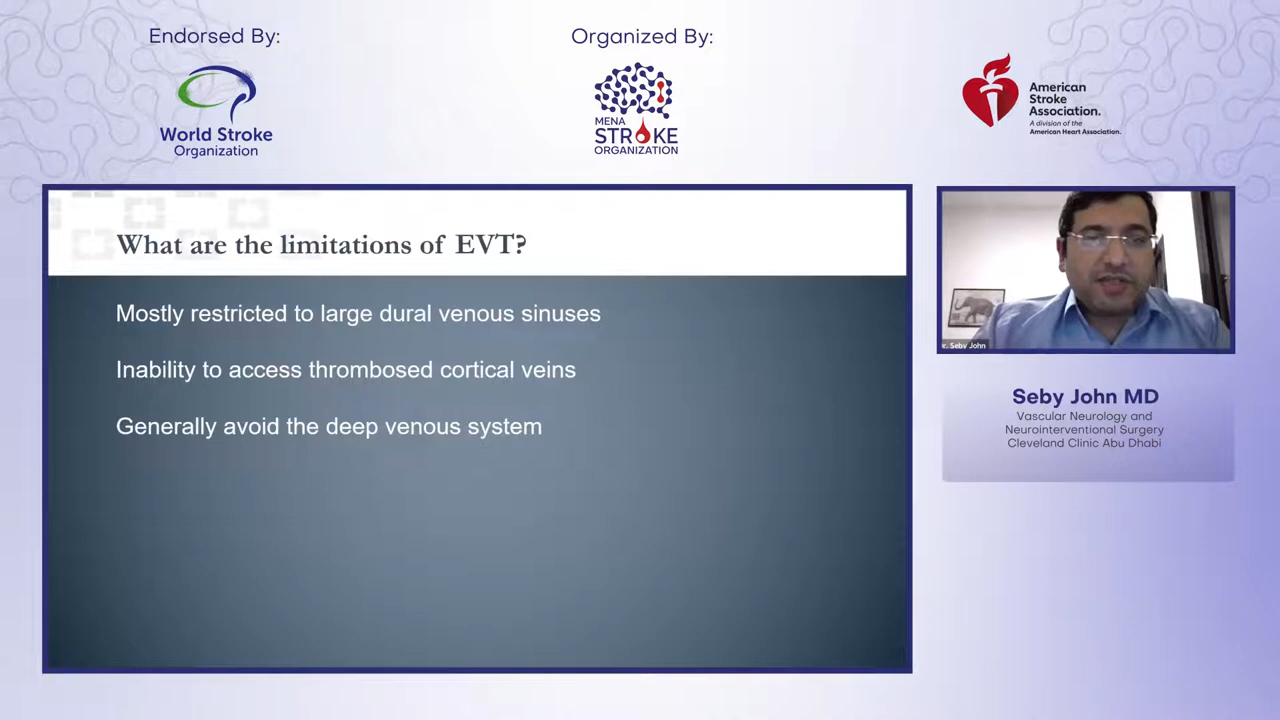 Endorsed By:
World Stroke
Organization
Organized By:
MENA
STROKE
ORGANIZATION
American
Stroke
Association.
A division of the
American Heart Association.
What are the limitations of EVT?
Mostly restricted to large dural venous sinuses
Inability to access thrombosed cortical veins
Generally avoid the deep venous system
r. Seby John
Seby John MD
Vascular Neurology and
Neurointerventional Surgery
Cleveland Clinic Abu Dhabi